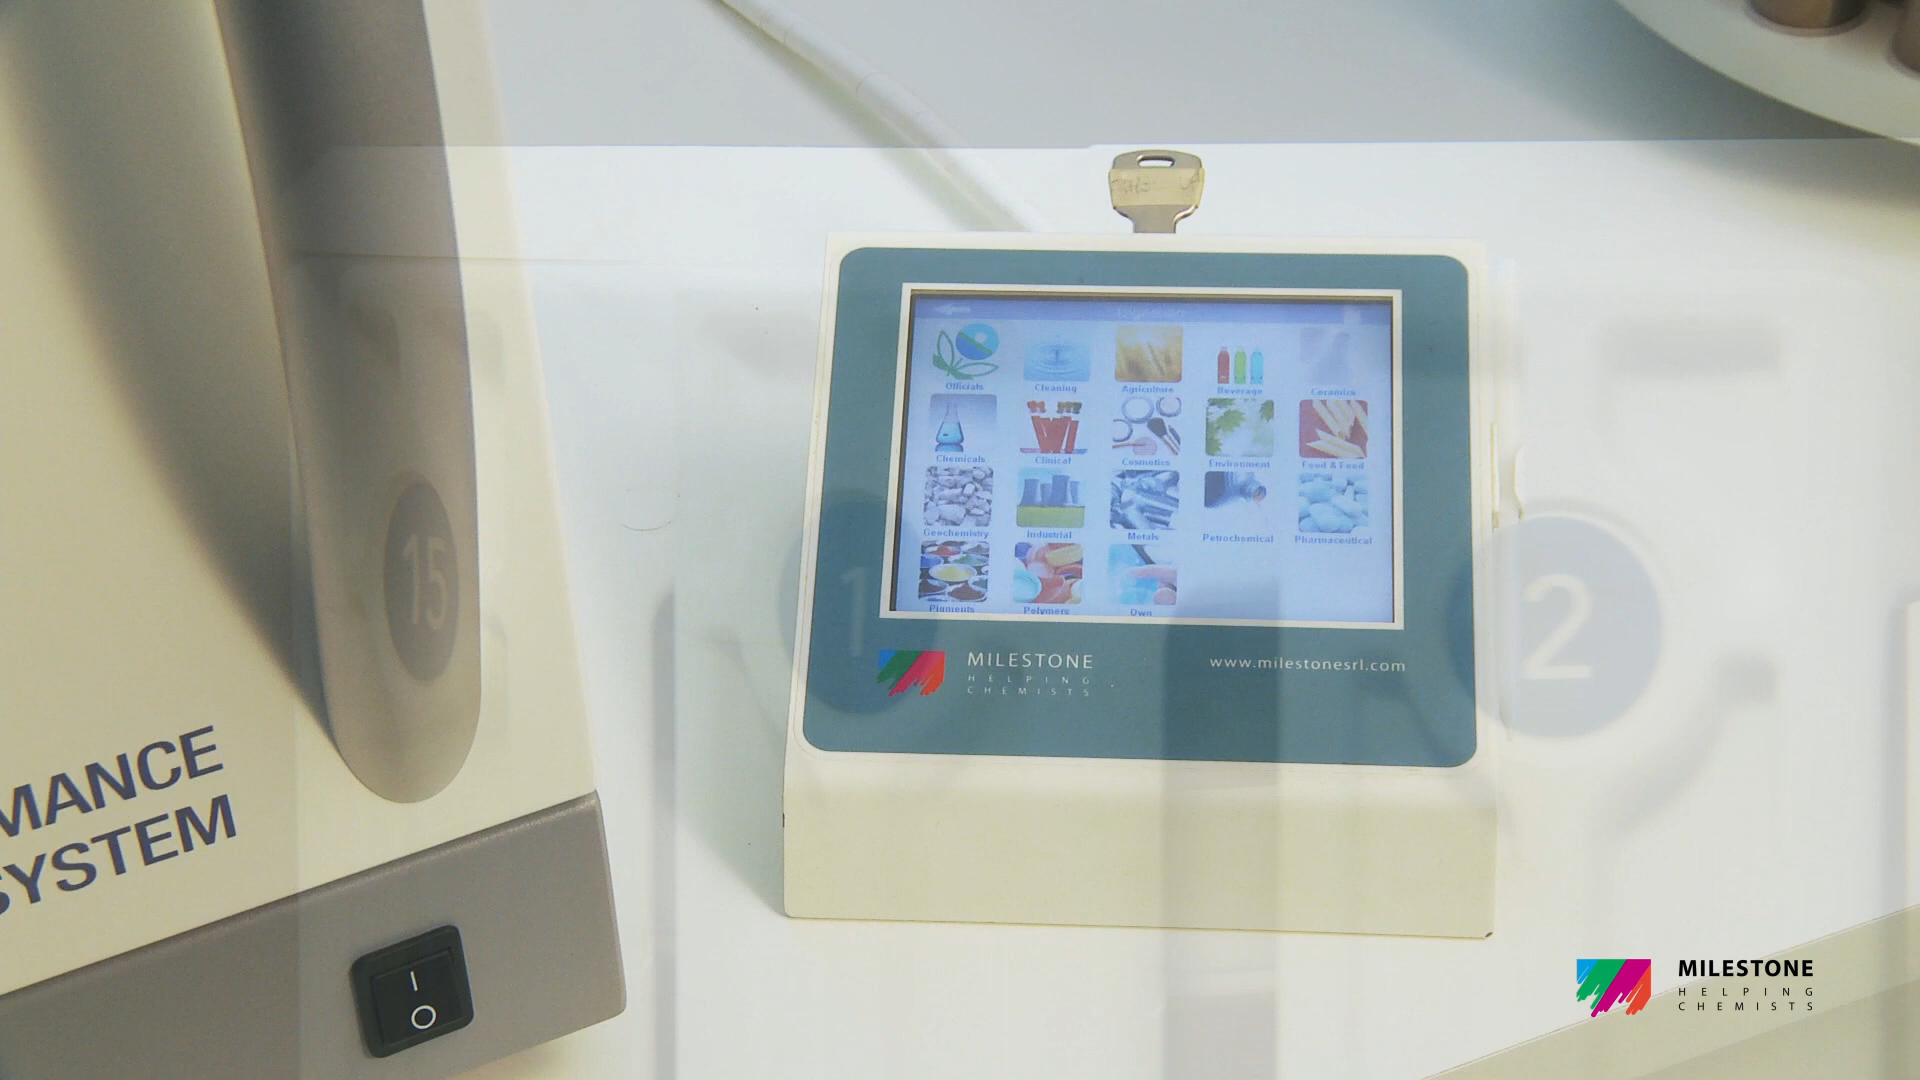 Officials
Cleaning
Agriculture
Beverage
Ceramics
Chemicals
Clinical
Cosmetics
Environment
Food & Feed
Geochemistry
Industrial
Metals
Petrochemical
Pharmaceutical
Pigments
Polymers
Own
15
1
2
MILESTONE
HELPING
CHEMISTS
www.milestonesrl.com
MANCE
SYSTEM
MILESTONE
HELPING
CHEMISTS